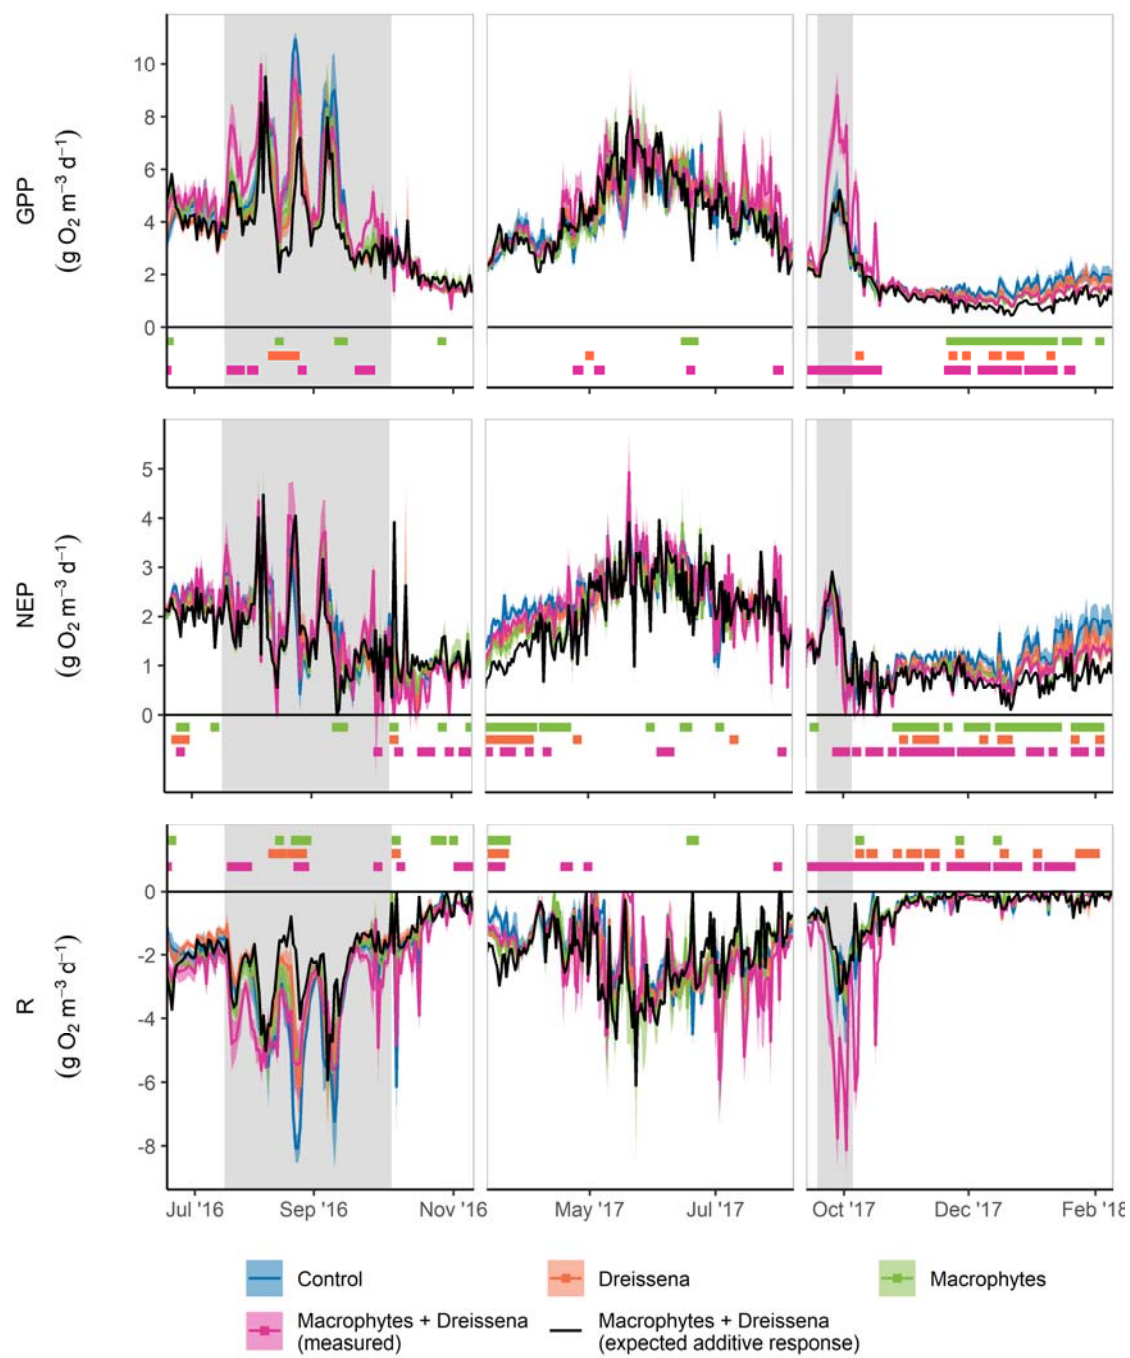 GPP
(g O₂ m⁻³ d⁻¹)
10
8
6
4
2
0
NEP
(g O₂ m⁻³ d⁻¹)
5
4
3
2
1
0
R
(g O₂ m⁻³ d⁻¹)
0
-2
-4
-6
-8
Jul '16 Sep '16 Nov '16 May '17 Jul '17 Oct '17 Dec '17 Feb '18
Control Dreissena Macrophytes
Macrophytes + Dreissena
(measured)
Macrophytes + Dreissena
(expected additive response)